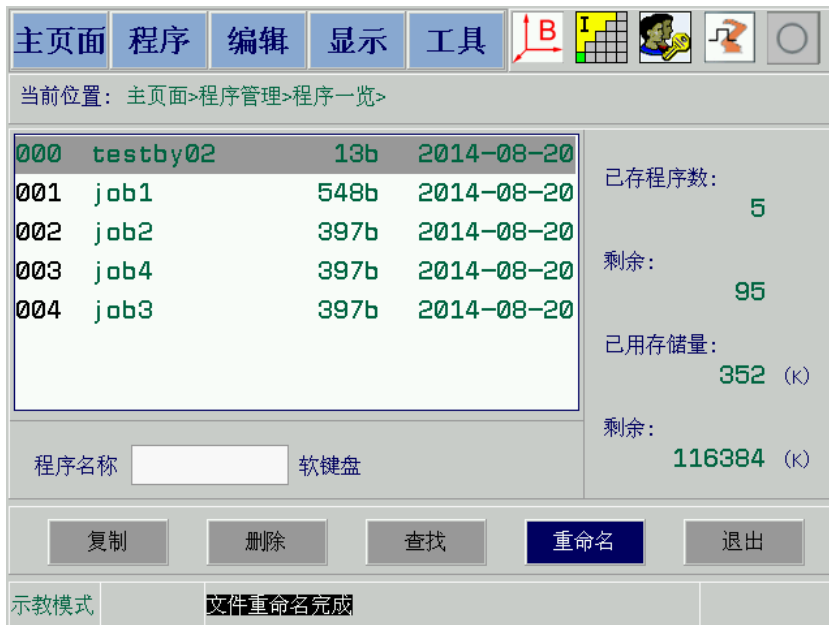 主页面 程序 编辑 显示 工具 B I
当前位置: 主页面>程序管理>程序一览>
000 testby02 13b 2014-08-20
001 job1 548b 2014-08-20
002 job2 397b 2014-08-20
003 job4 397b 2014-08-20
004 job3 397b 2014-08-20
已存程序数:
5
剩余:
95
已用存储量:
352 (K)
剩余:
116384 (K)
程序名称 软键盘
复制 删除 查找 重命名 退出
示教模式 文件重命名完成